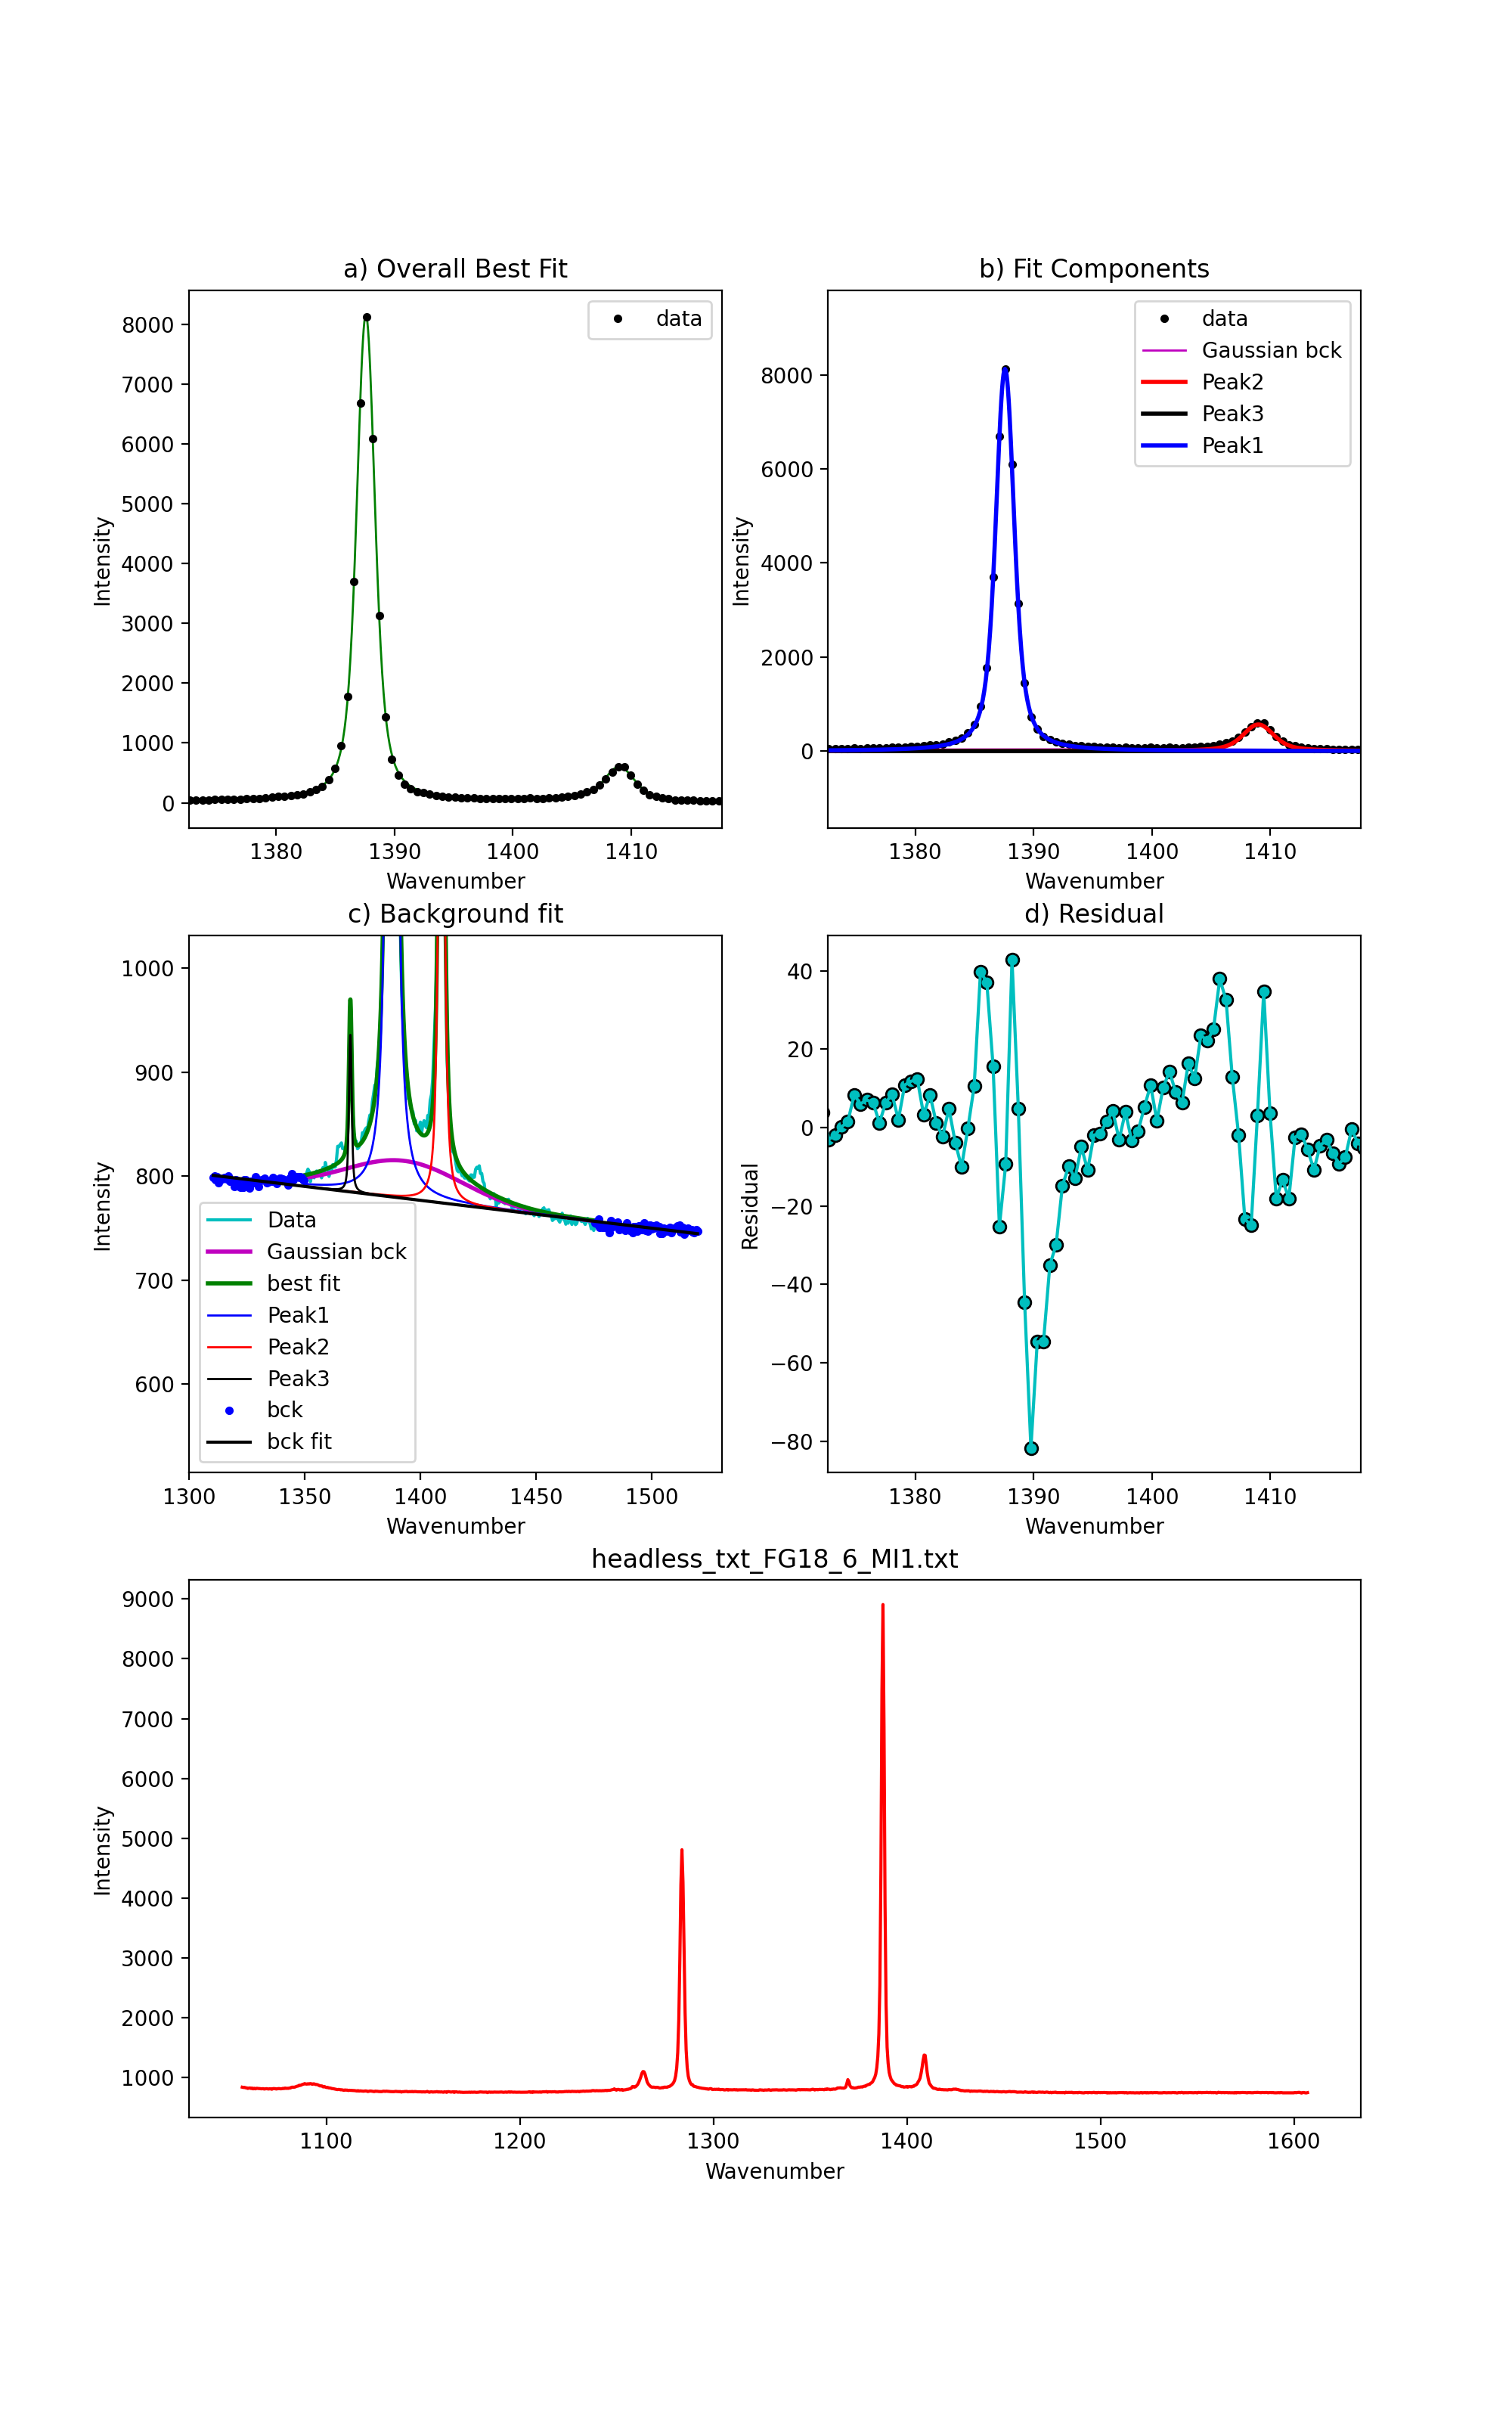 a) Overall Best Fit
8000
7000
6000
5000
4000
3000
2000
1000
0
Intensity
data
1380 1390 1400 1410
Wavenumber
b) Fit Components
8000
6000
4000
2000
0
Intensity
data
Gaussian bck
Peak2
Peak3
Peak1
1380 1390 1400 1410
Wavenumber
c) Background fit
1000
900
800
700
600
Intensity
Data
Gaussian bck
best fit
Peak1
Peak2
Peak3
bck
bck fit
1300 1350 1400 1450 1500
Wavenumber
d) Residual
40
20
0
−20
−40
−60
−80
Residual
1380 1390 1400 1410
Wavenumber
headless_txt_FG18_6_MI1.txt
9000
8000
7000
6000
5000
4000
3000
2000
1000
Intensity
1100 1200 1300 1400 1500 1600
Wavenumber